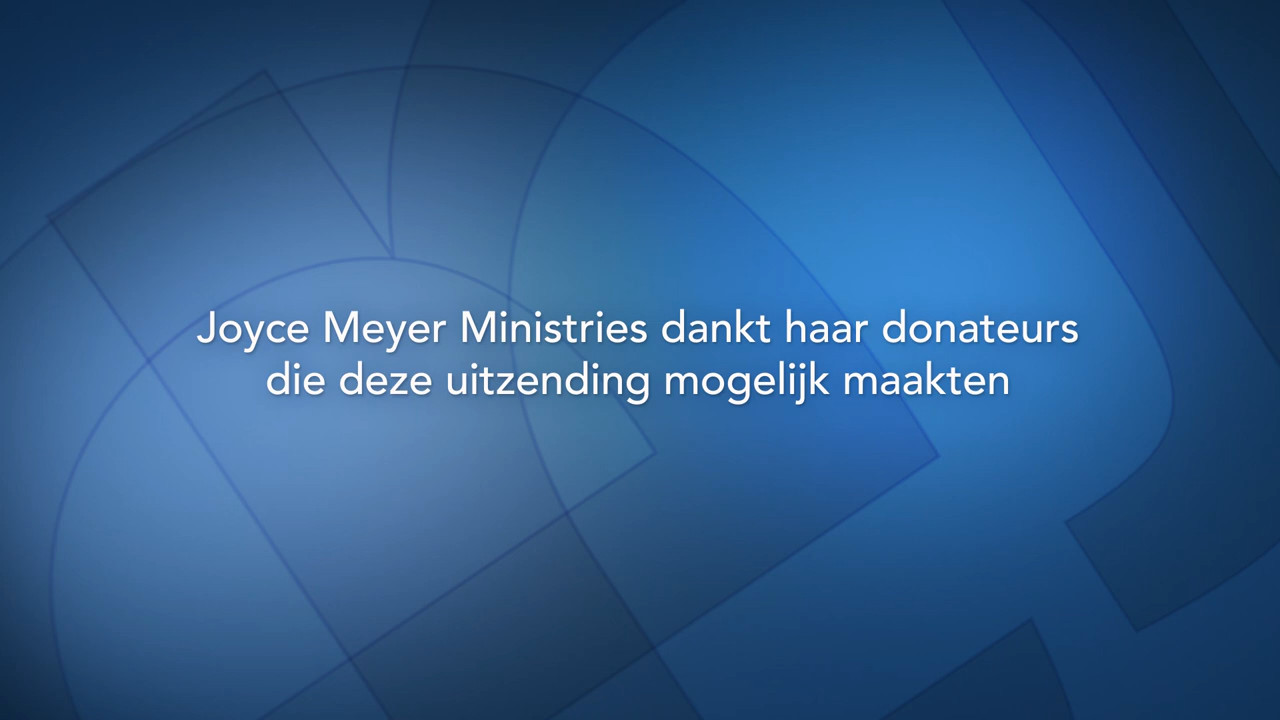 Joyce Meyer Ministries dankt haar donateurs
die deze uitzending mogelijk maakten